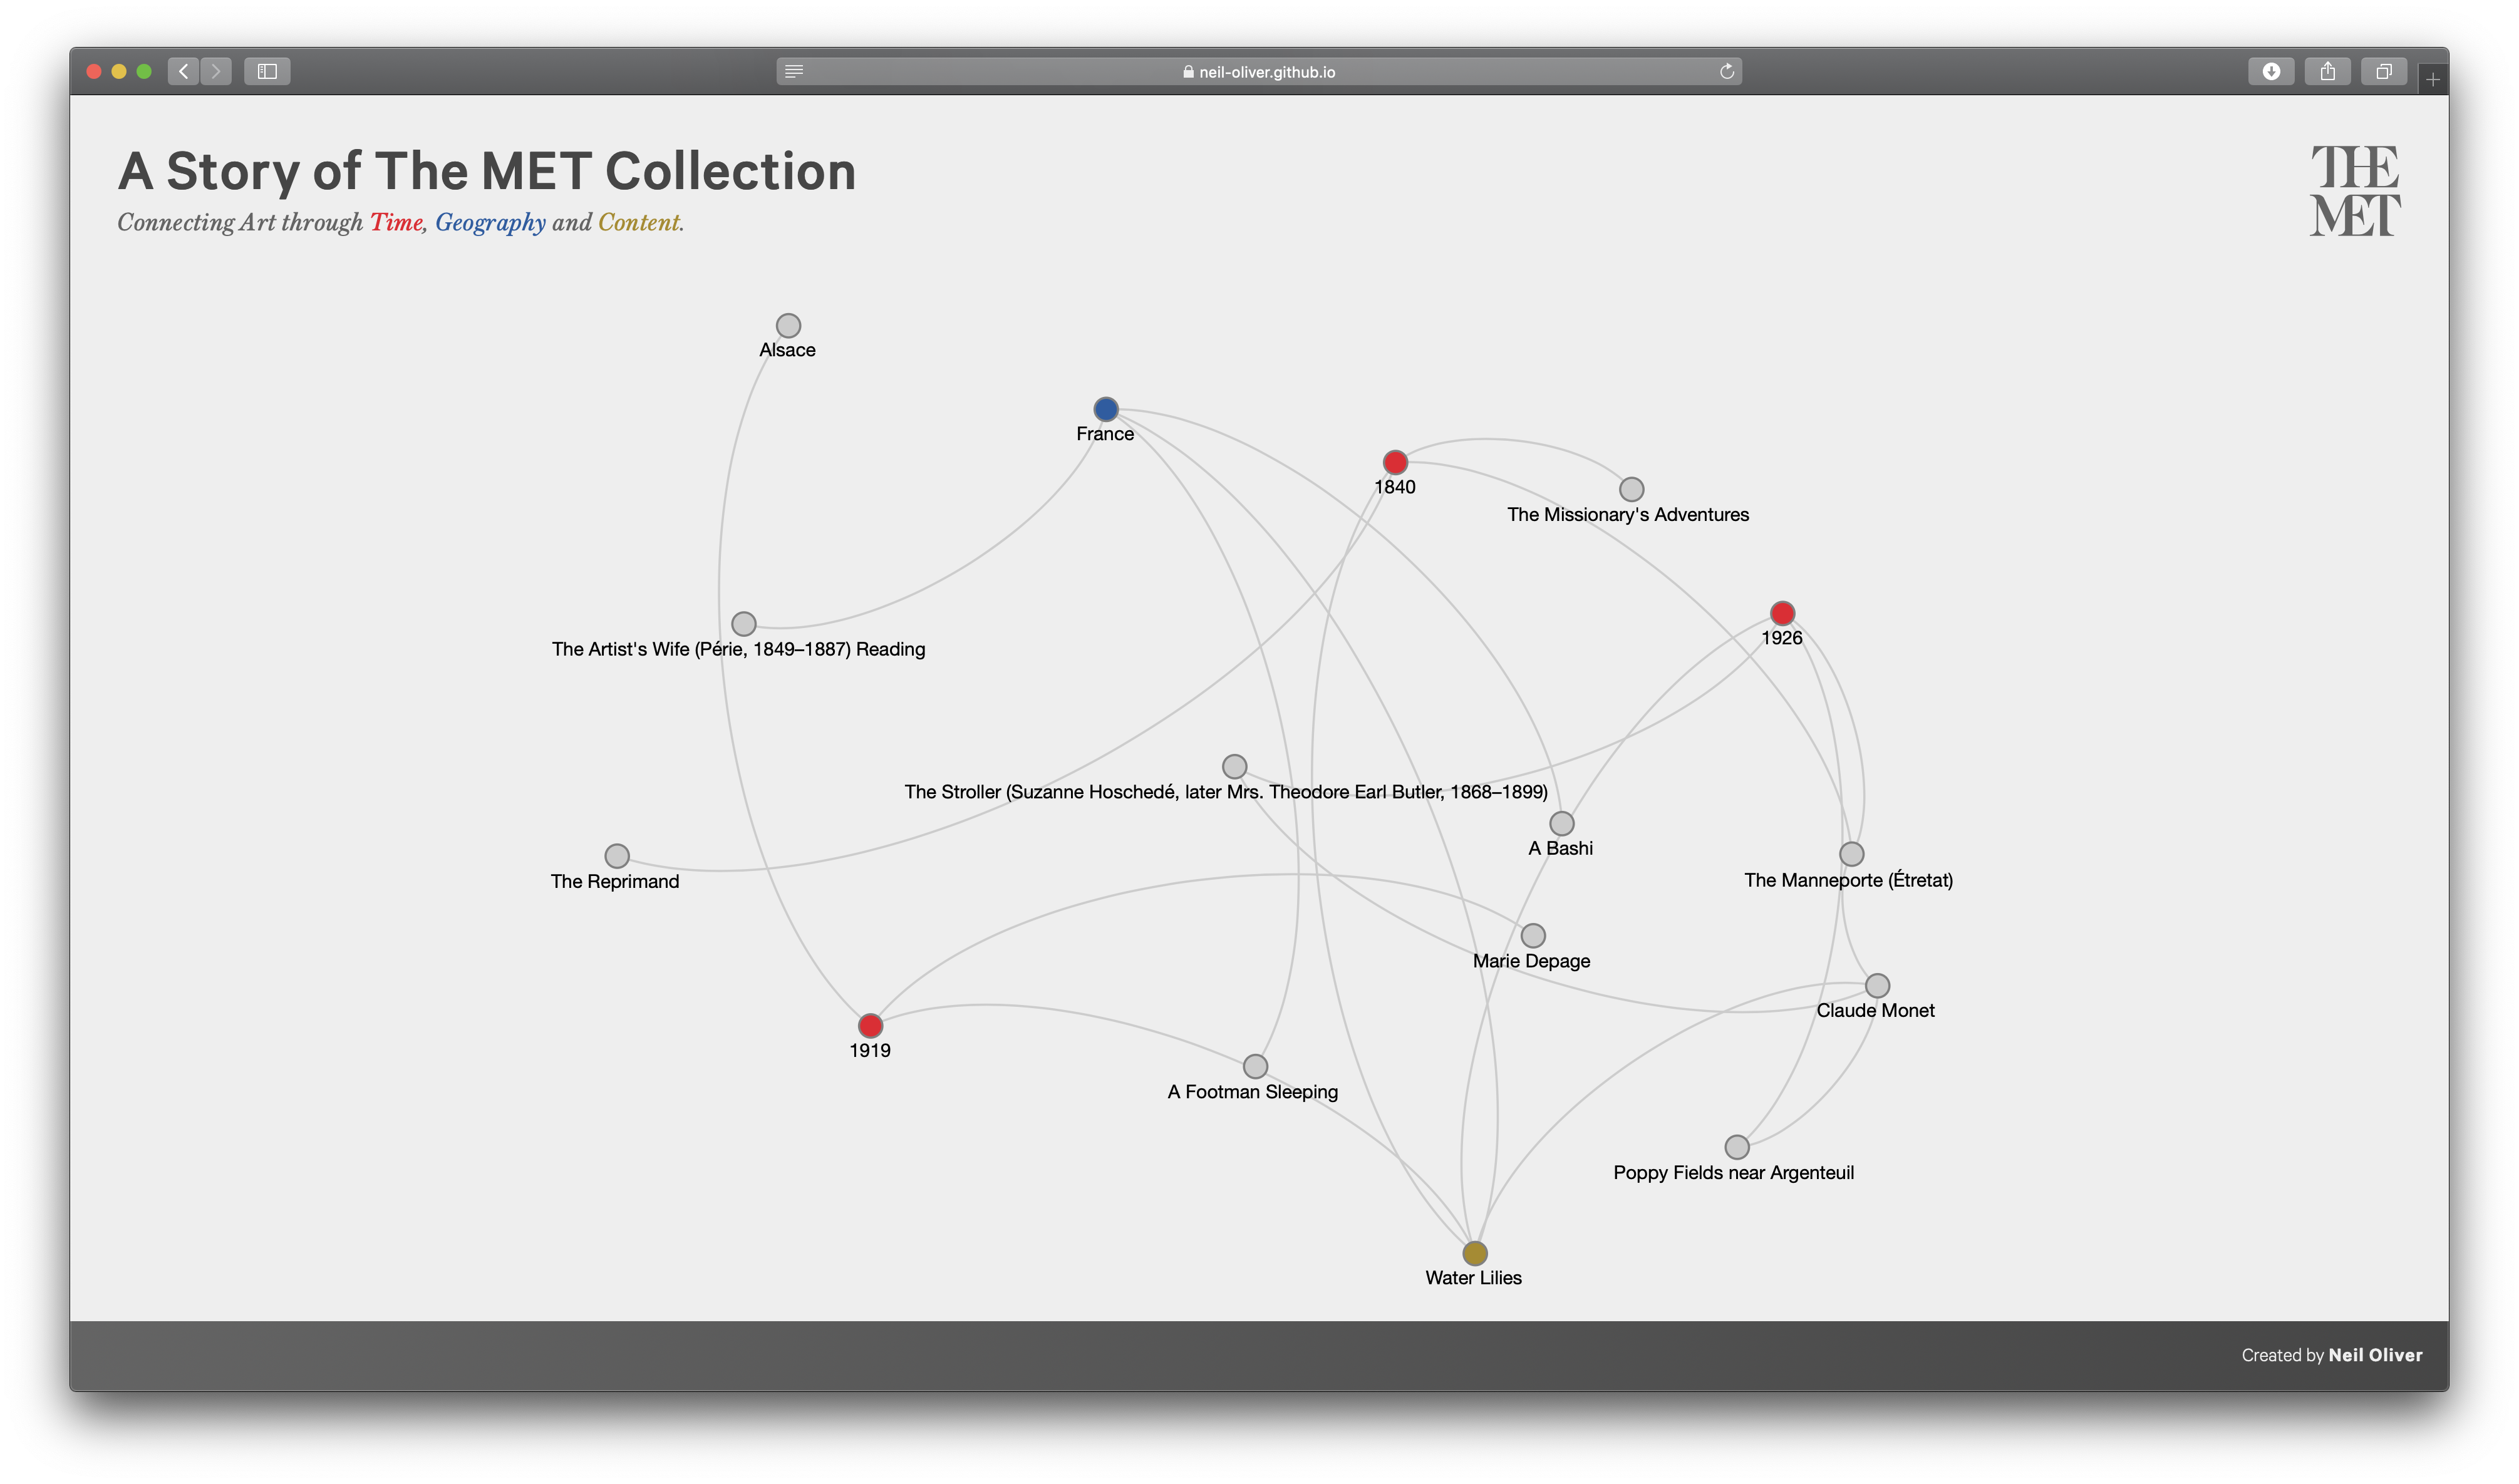 neil-oliver.github.io
A Story of The MET Collection
Connecting Art through Time, Geography and Content.
THE
MET
Alsace
France
1840
The Missionary's Adventures
1926
The Artist's Wife (Périe, 1849–1887) Reading
The Stroller (Suzanne Hoschedé, later Mrs. Theodore Earl Butler, 1868–1899)
A Bashi
The Reprimand
The Manneporte (Étretat)
Marie Depage
Claude Monet
1919
A Footman Sleeping
Poppy Fields near Argenteuil
Water Lilies
Created by Neil Oliver